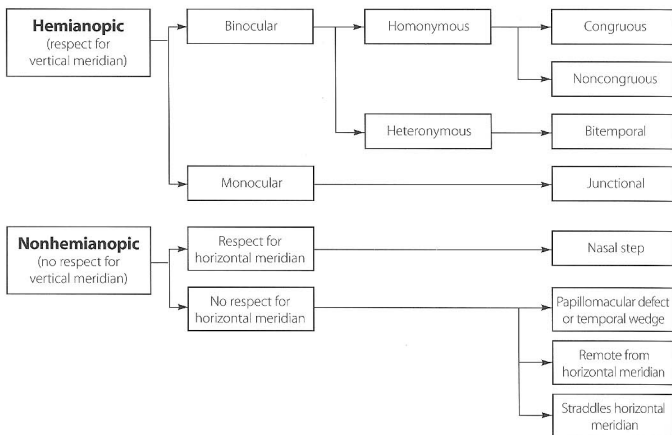 Hemianopic
(respect for
vertical meridian)
Binocular
Homonymous
Congruous
Noncongruous
Heteronymous
Bitemporal
Monocular
Junctional
Nonhemianopic
(no respect for
vertical meridian)
Respect for
horizontal meridian
Nasal step
No respect for
horizontal meridian
Papillomacular defect
or temporal wedge
Remote from
horizontal meridian
Straddles horizontal
meridian